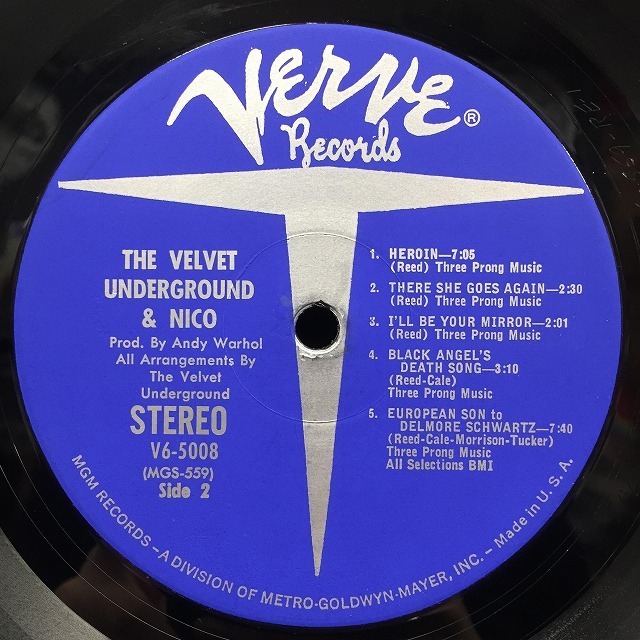 VERVE ®
Records
THE VELVET
UNDERGROUND
& NICO
Prod. By Andy Warhol
All Arrangements By
The Velvet
Underground
STEREO
V6-5008
(MGS-559)
Side 2
1. HEROIN—7:05
(Reed) Three Prong Music
2. THERE SHE GOES AGAIN—2:30
(Reed) Three Prong Music
3. I'LL BE YOUR MIRROR—2:01
(Reed) Three Prong Music
4. BLACK ANGEL'S
DEATH SONG—3:10
(Reed-Cale)
Three Prong Music
5. EUROPEAN SON to
DELMORE SCHWARTZ—7:40
(Reed-Cale-Morrison-Tucker)
Three Prong Music
All Selections BMI
MGM RECORDS – A DIVISION OF METRO-GOLDWYN-MAYER, INC. – Made in U. S. A.